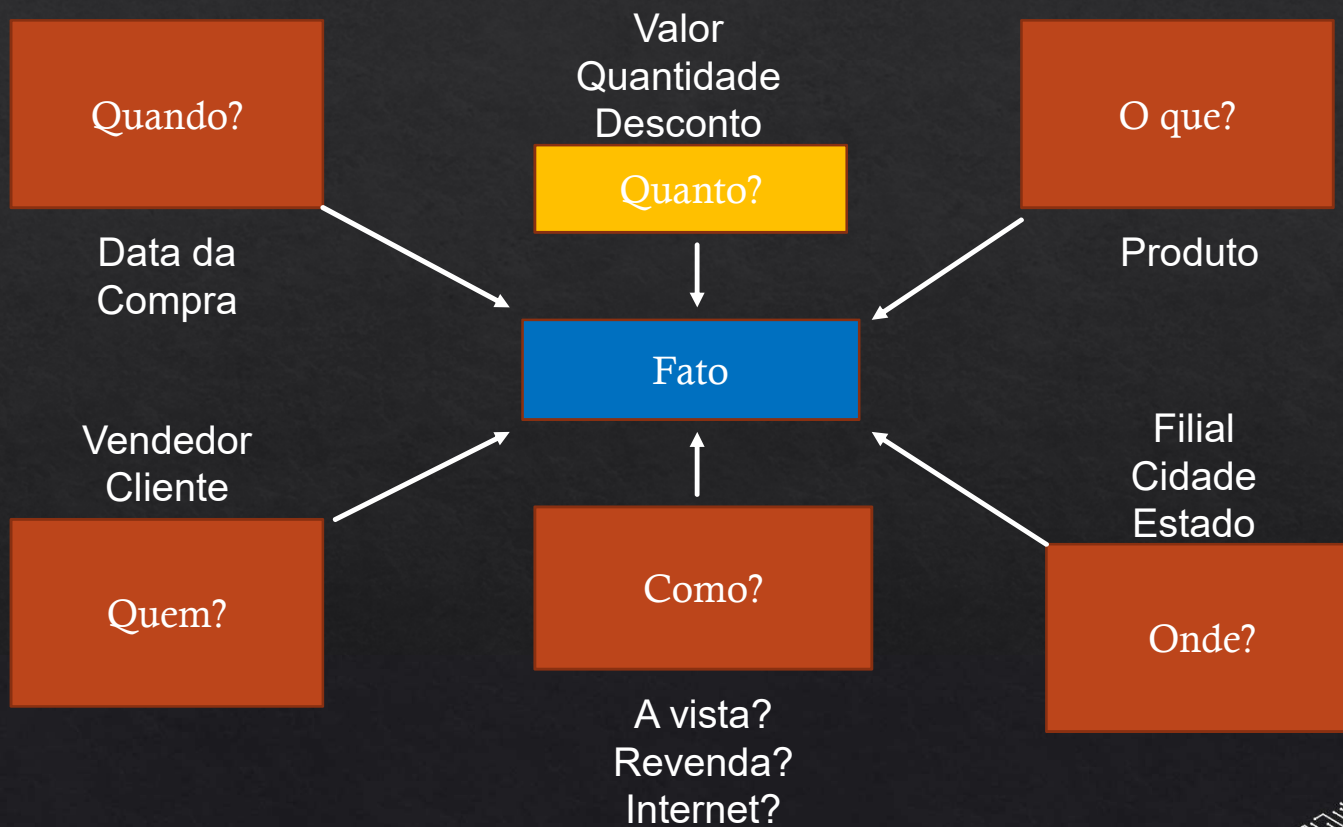 Quando?
Data da
Compra
Valor
Quantidade
Desconto
Quanto?
O que?
Produto
Fato
Vendedor
Cliente
Quem?
Como?
A vista?
Revenda?
Internet?
Filial
Cidade
Estado
Onde?